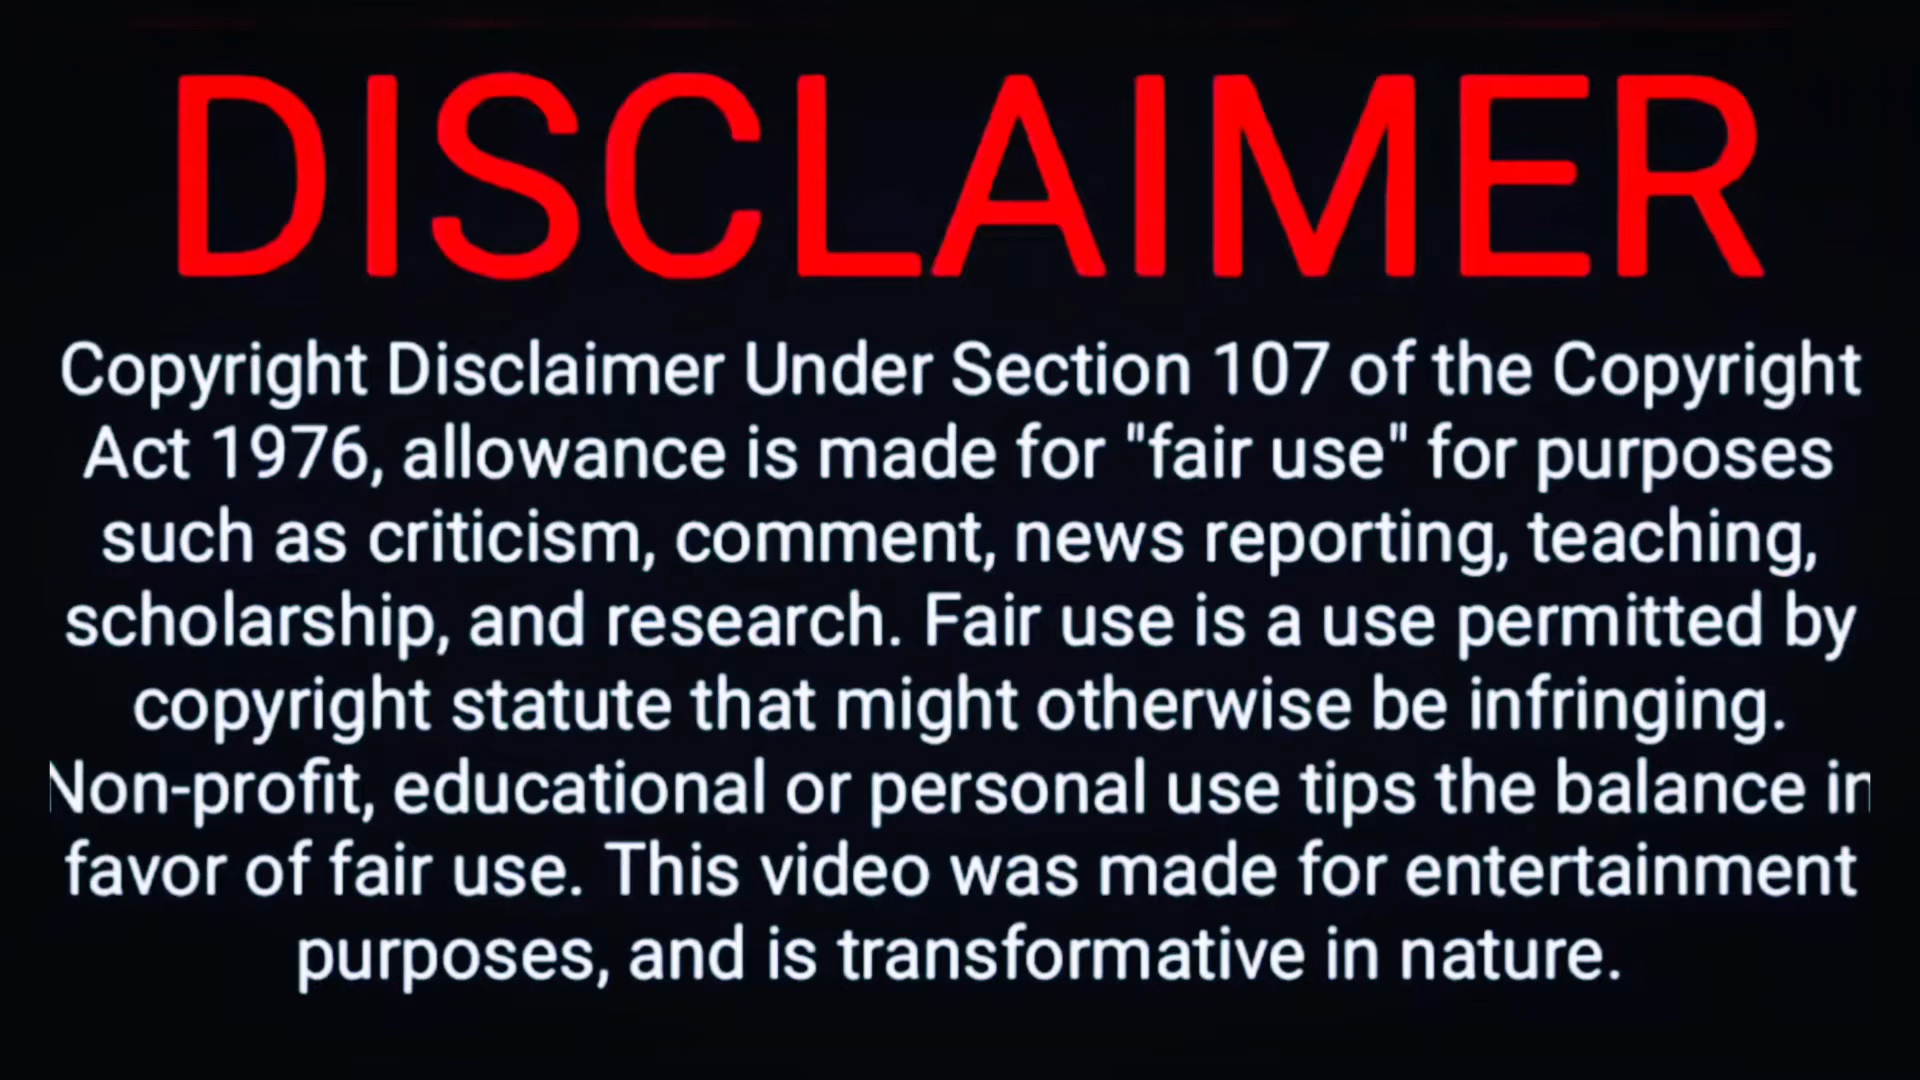 DISCLAIMER
Copyright Disclaimer Under Section 107 of the Copyright
Act 1976, allowance is made for "fair use" for purposes
such as criticism, comment, news reporting, teaching,
scholarship, and research. Fair use is a use permitted by
copyright statute that might otherwise be infringing.
Non-profit, educational or personal use tips the balance in
favor of fair use. This video was made for entertainment
purposes, and is transformative in nature.